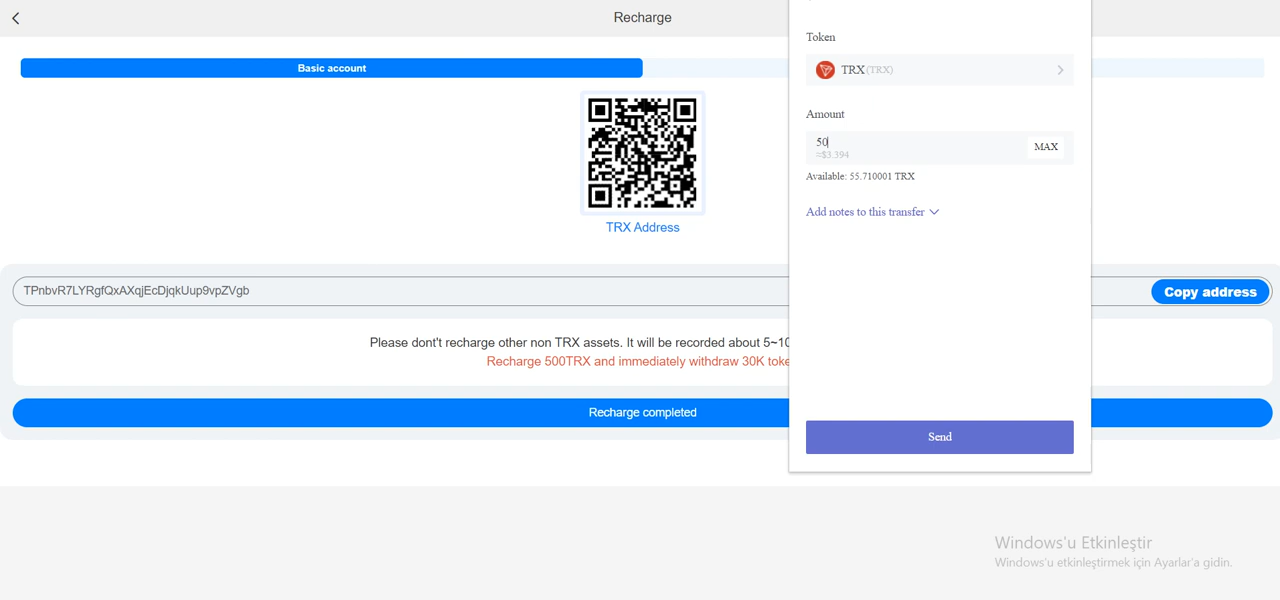 Recharge
Basic account
TRX Address
TPnbvR7LYRgfQxAXqjEcDjqkUup9vpZVgb
Copy address
Please don't recharge other non TRX assets. It will be recorded about 5~10
Recharge 500TRX and immediately withdraw 30K toke
Recharge completed
Token
TRX (TRX)
Amount
50
≈$3.394
MAX
Available: 55.710001 TRX
Add notes to this transfer
Send
Windows'u Etkinleştir
Windows'u etkinleştirmek için Ayarlar'a gidin.